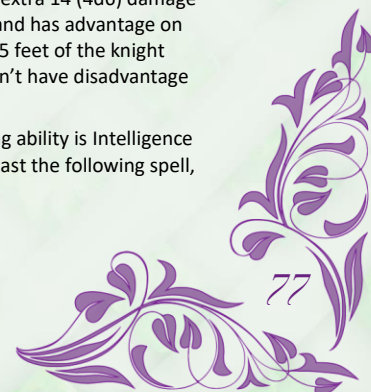 extra 14 (4d6) damage
and has advantage on
5 feet of the knight
n't have disadvantage
g ability is Intelligence
ast the following spell,
77